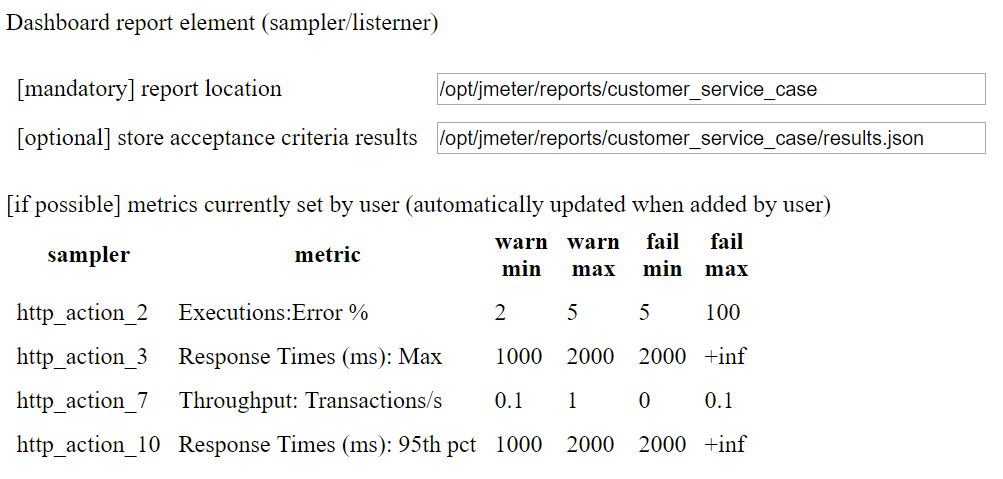 Dashboard report element (sampler/listerner)
[mandatory] report location /opt/jmeter/reports/customer_service_case
[optional] store acceptance criteria results /opt/jmeter/reports/customer_service_case/results.json
[if possible] metrics currently set by user (automatically updated when added by user)
sampler metric warn min warn max fail min fail max
http_action_2 Executions:Error % 2 5 5 100
http_action_3 Response Times (ms): Max 1000 2000 2000 +inf
http_action_7 Throughput: Transactions/s 0.1 1 0 0.1
http_action_10 Response Times (ms): 95th pct 1000 2000 2000 +inf